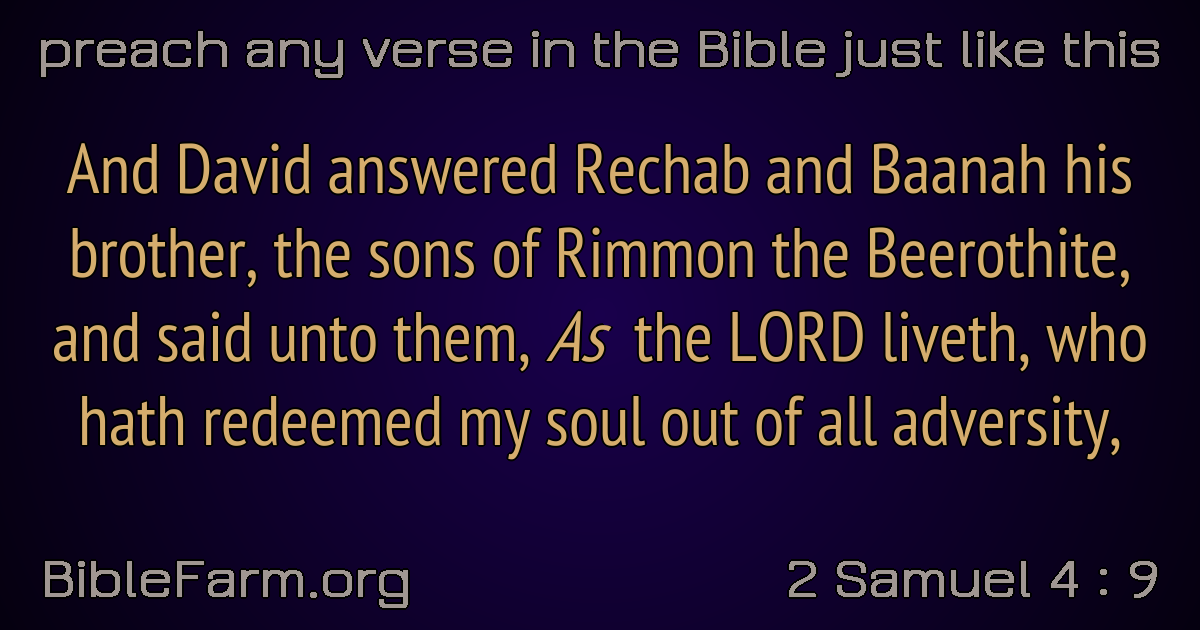 preach any verse in the Bible just like this
And David answered Rechab and Baanah his
brother, the sons of Rimmon the Beerothite,
and said unto them, As the LORD liveth, who
hath redeemed my soul out of all adversity,
BibleFarm.org
2 Samuel 4 : 9